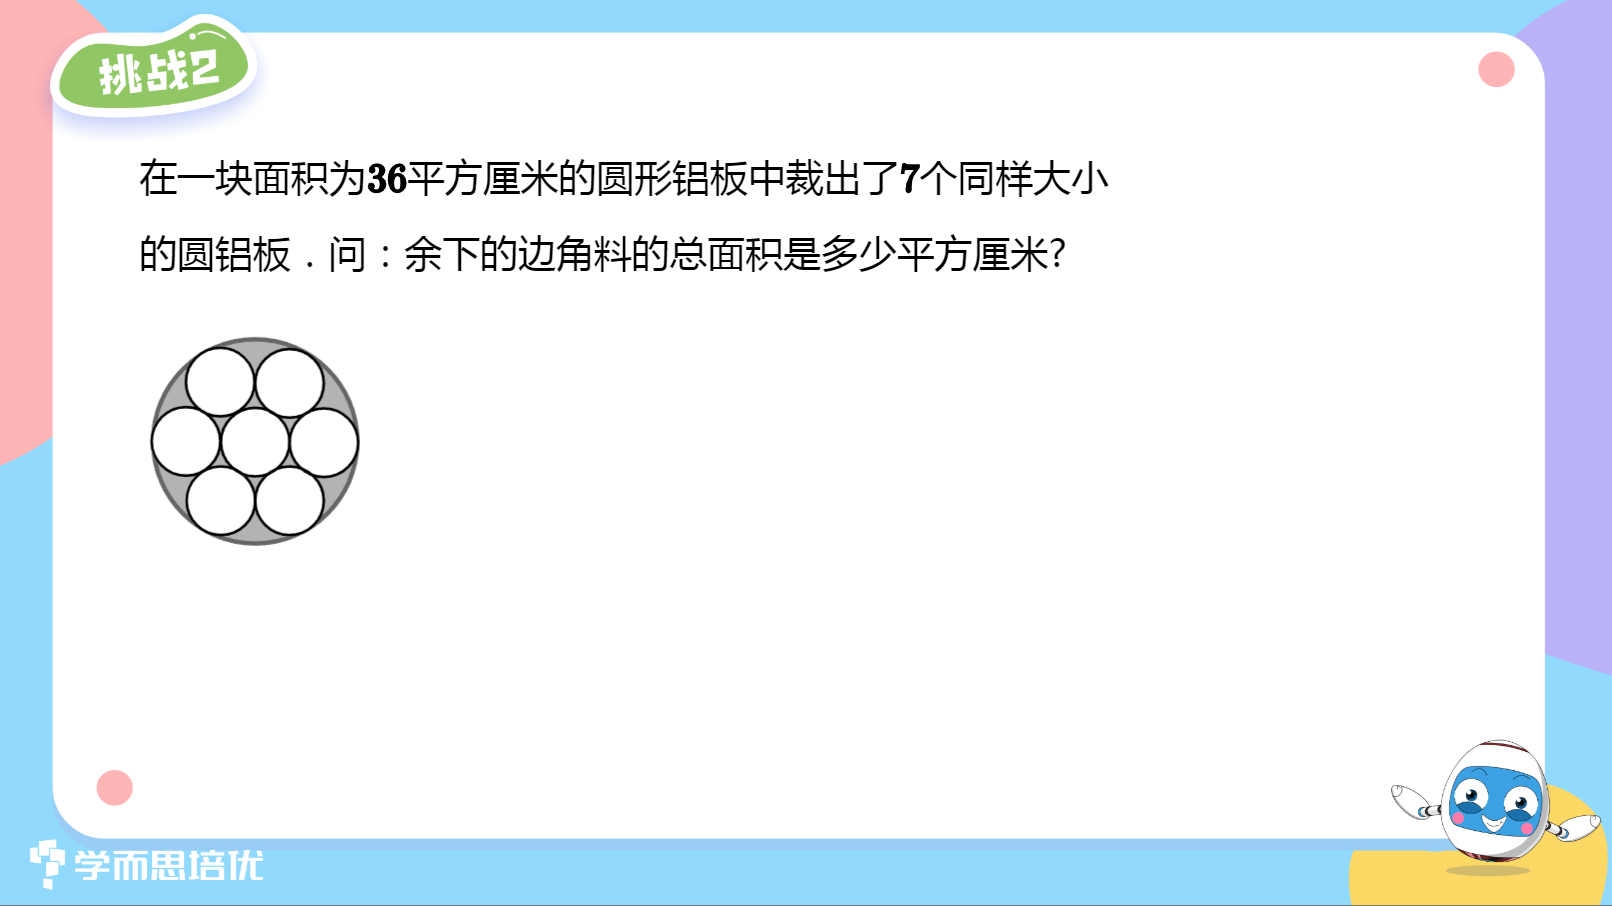 挑战2
在一块面积为36平方厘米的圆形铝板中裁出了7个同样大小
的圆铝板．问：余下的边角料的总面积是多少平方厘米?
学而思培优